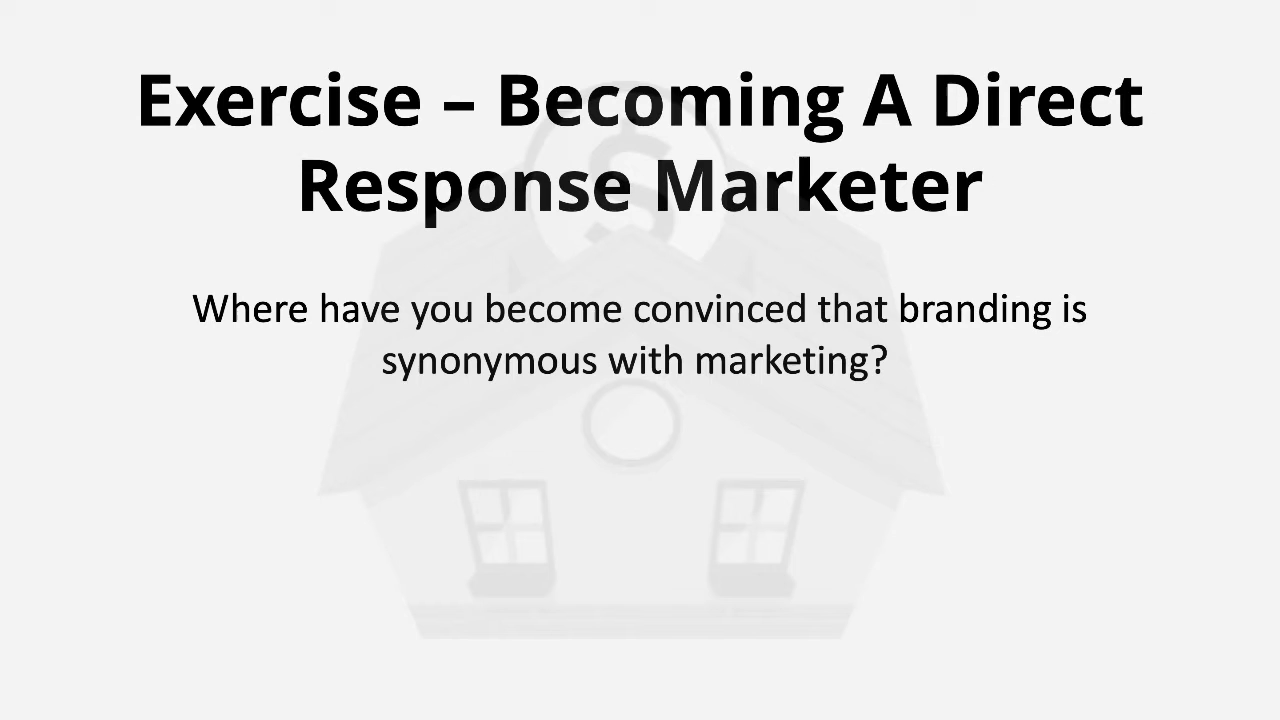 Exercise – Becoming A Direct
Response Marketer
Where have you become convinced that branding is
synonymous with marketing?